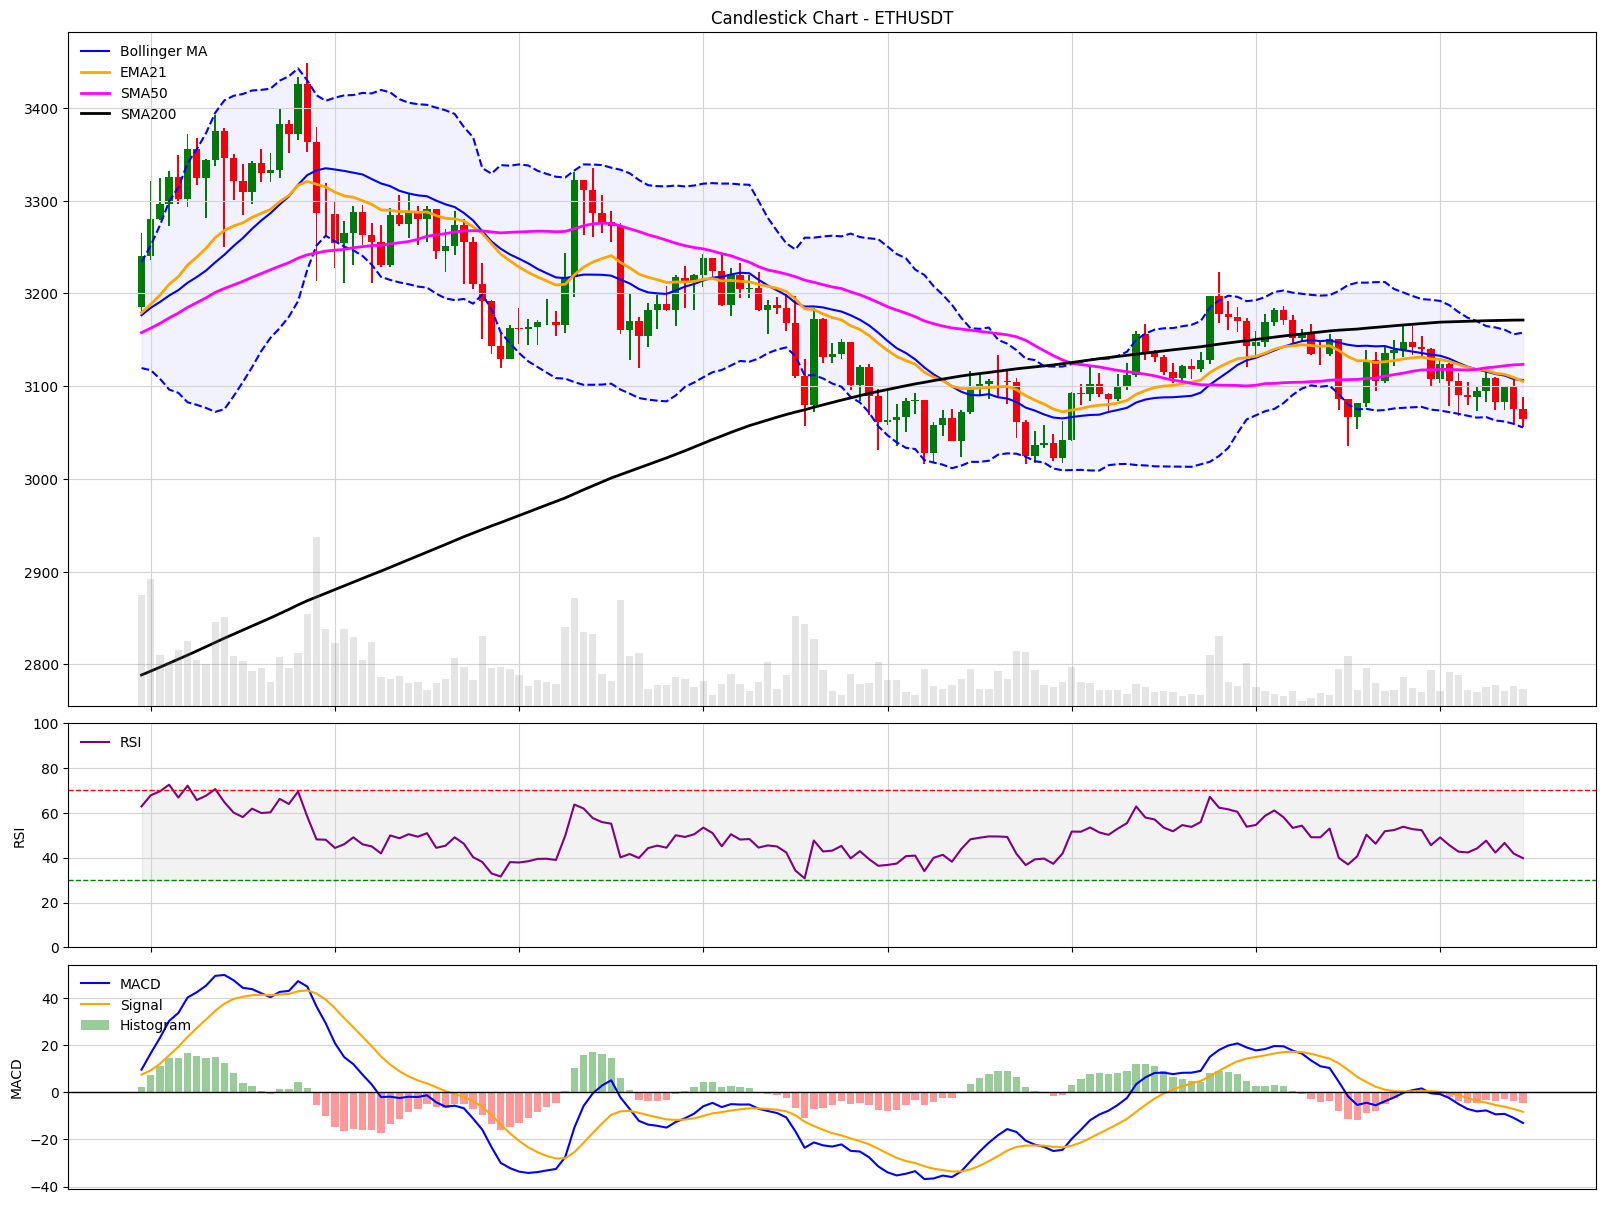 Candlestick Chart - ETHUSDT
Bollinger MA
EMA21
SMA50
SMA200
3400
3300
3200
3100
3000
2900
2800
RSI
100
80
60
40
20
0
RSI
MACD
Signal
Histogram
40
20
0
−20
−40
MACD